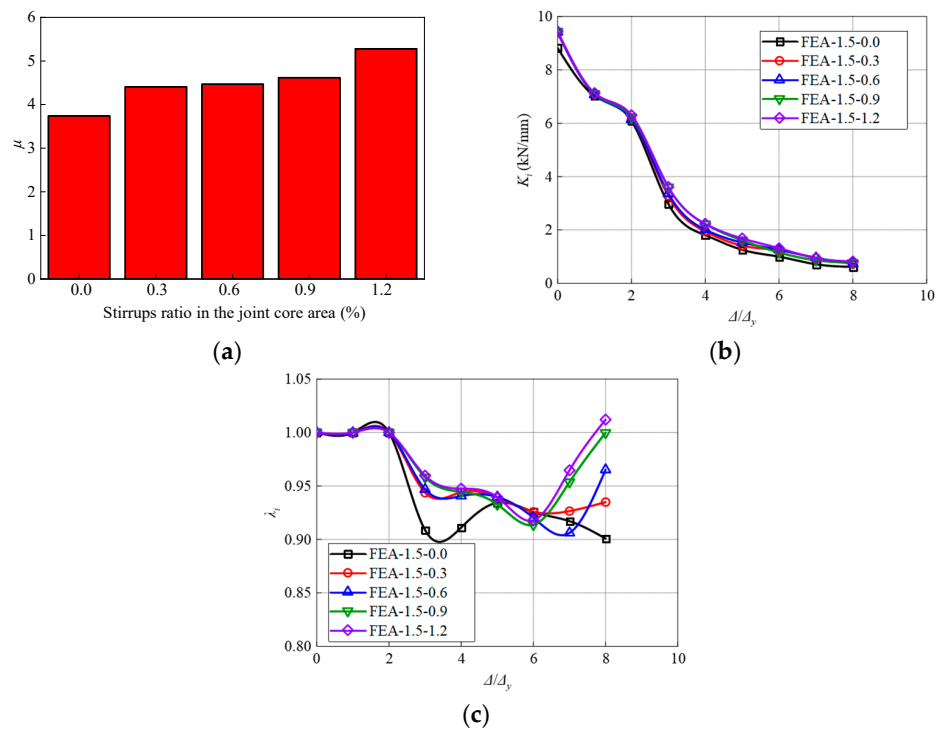 6
5
4
3
2
1
0
μ
0.0 0.3 0.6 0.9 1.2
Stirrups ratio in the joint core area (%)
(a)
10
8
6
4
2
0
K_i (kN/mm)
FEA-1.5-0.0
FEA-1.5-0.3
FEA-1.5-0.6
FEA-1.5-0.9
FEA-1.5-1.2
0 2 4 6 8 10
Δ/Δ_y
(b)
1.05
1.00
0.95
0.90
0.85
0.80
λ_i
FEA-1.5-0.0
FEA-1.5-0.3
FEA-1.5-0.6
FEA-1.5-0.9
FEA-1.5-1.2
0 2 4 6 8 10
Δ/Δ_y
(c)